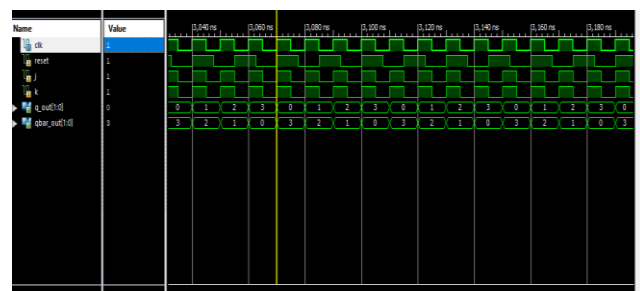 Name Value 3,040 ns 3,060 ns 3,080 ns 3,100 ns 3,120 ns 3,140 ns 3,160 ns 3,180 ns
clk 1
reset 1
j 1
k 1
q_out[1:0] 0 0 1 2 3 0 1 2 3 0 1 2 3 0 1 2 3 0
qbar_out[1:0] 3 3 2 1 0 3 2 1 0 3 2 1 0 3 2 1 0 3